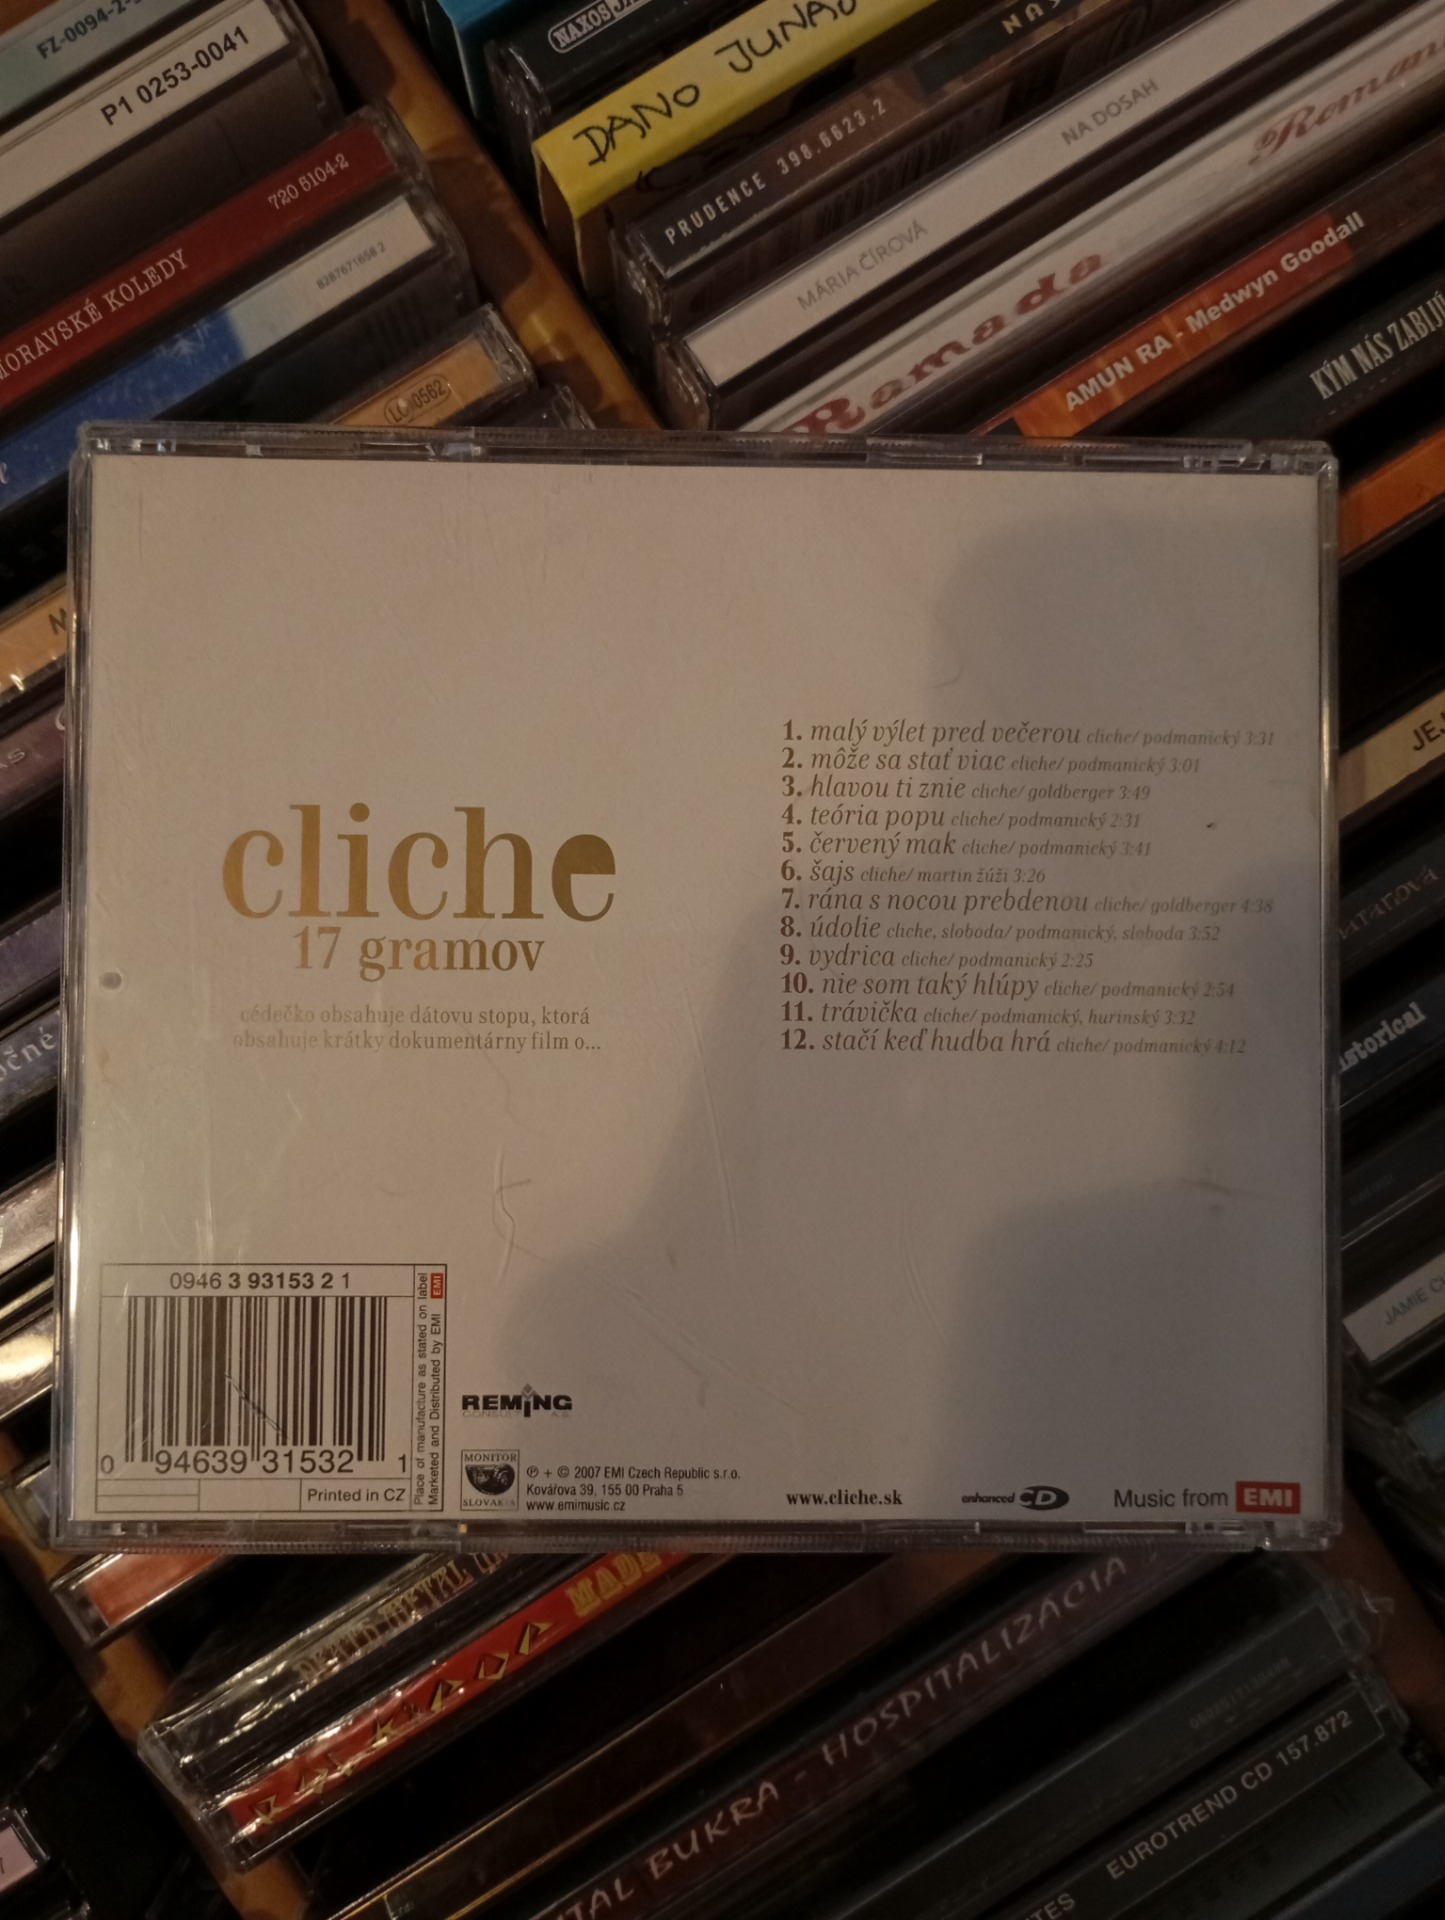 FZ-0094-2-
P1 0253-0041
720 5104-2
MORAVSKÉ KOLEDY
8287671658 2
LC 0562
NAXOS
DANO JUNAS
PRUDENCE 398.6623.2
NA DOSAH
MÁRIA ČÍROVÁ
Ramada
AMUN RA - Medwyn Goodall
KÝM NÁS ZABIJÚ
cliche
17 gramov
cédečko obsahuje dátovu stopu, ktorá
obsahuje krátky dokumentárny film o...
1. malý výlet pred večerou cliche/ podmanický 3:31
2. môže sa stať viac cliche/ podmanický 3:01
3. hlavou ti znie cliche/ goldberger 3:49
4. teória popu cliche/ podmanický 2:31
5. červený mak cliche/ podmanický 3:41
6. šajs cliche/ martin žúži 3:26
7. rána s nocou prebdenou cliche/ goldberger 4:38
8. údolie cliche, sloboda/ podmanický, sloboda 3:52
9. vydrica cliche/ podmanický 2:25
10. nie som taký hlúpy cliche/ podmanický 2:54
11. trávička cliche/ podmanický, hurinský 3:32
12. stačí keď hudba hrá cliche/ podmanický 4:12
0946 3 93153 2 1
0 94639 31532 1
Printed in CZ
Place of manufacture as stated on label
Marketed and Distributed by EMI
EMI
REMING
CONSULT A.S.
MONITOR
SLOVAKIA
℗ + © 2007 EMI Czech Republic s.r.o.
Kovářova 39, 155 00 Praha 5
www.emimusic.cz
www.cliche.sk
enhanced CD
Music from EMI
JAMIE
DEATH METAL
MADE
TAL BUKRA - HOSPITALIZÁCIA -
EUROTREND CD 157.872